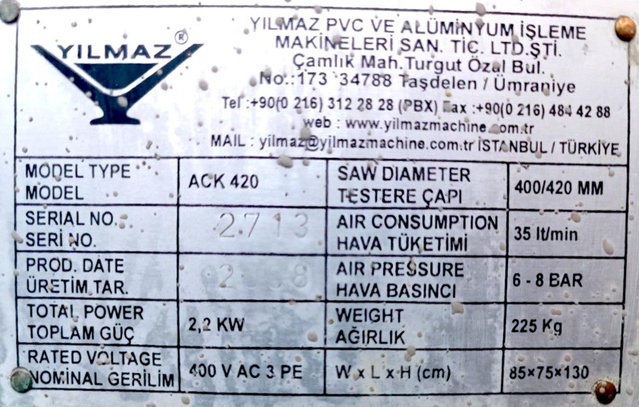 YILMAZ®
YILMAZ PVC VE ALÜMİNYUM İŞLEME
MAKİNELERİ SAN. TİC. LTD.ŞTİ.
Çamlık Mah.Turgut Özal Bul.
No.:173 34788 Taşdelen / Ümraniye
Tel :+90(0 216) 312 28 28 (PBX) Fax :+90(0 216) 484 42 88
web : www.yilmazmachine.com.tr
MAIL : yilmaz@yilmazmachine.com.tr İSTANBUL / TÜRKİYE
MODEL TYPE ACK 420 SAW DIAMETER 400/420 MM
MODEL TESTERE ÇAPI
SERIAL NO. 2713 AIR CONSUMPTION 35 lt/min
SERİ NO. HAVA TÜKETİMİ
PROD. DATE AIR PRESSURE 6 - 8 BAR
ÜRETİM TAR. HAVA BASINCI
TOTAL POWER 2,2 KW WEIGHT 225 Kg
TOPLAM GÜÇ AĞIRLIK
RATED VOLTAGE 400 V AC 3 PE W x L x H (cm) 85x75x130
NOMINAL GERİLİM